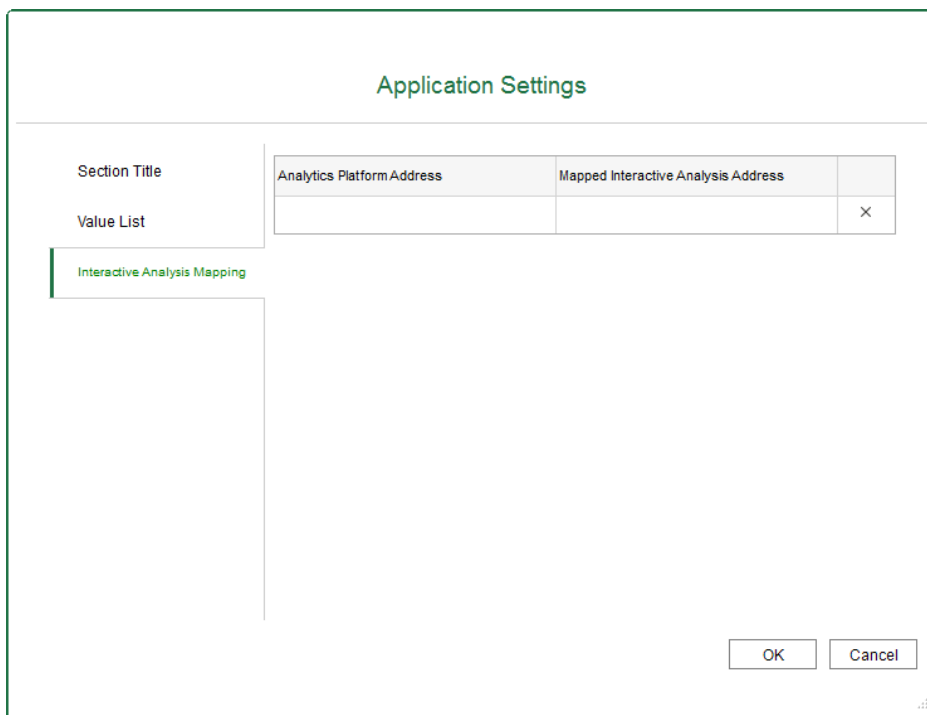 Application Settings
Section Title
Value List
Interactive Analysis Mapping
Analytics Platform Address Mapped Interactive Analysis Address
OK Cancel